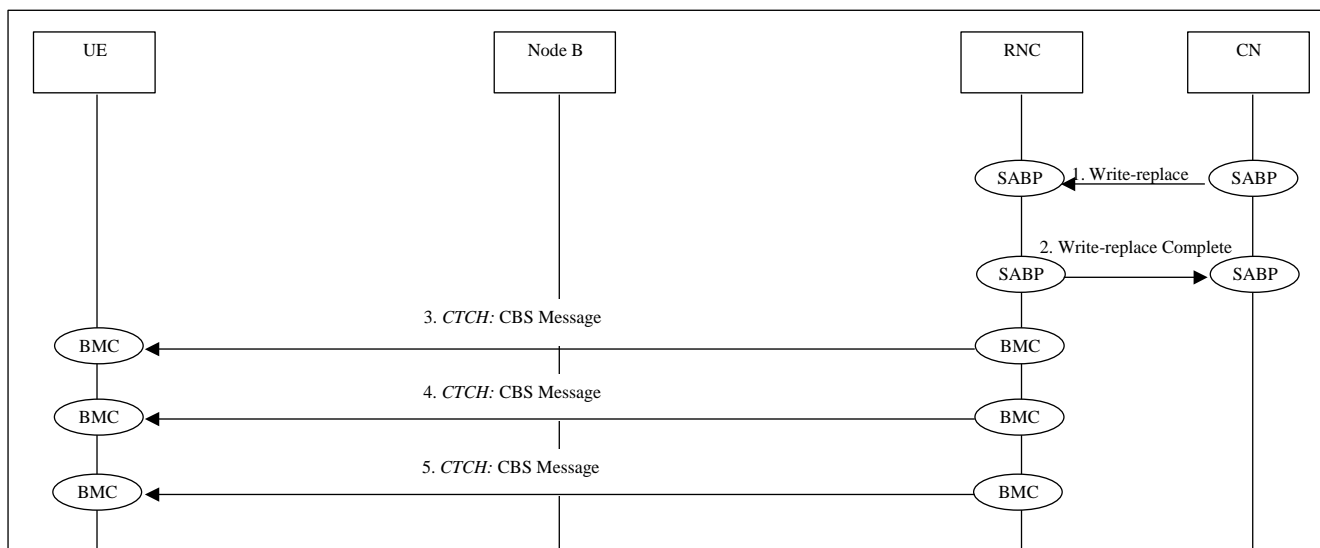 UE
Node B
RNC
CN
SABP
1. Write-replace
SABP
2. Write-replace Complete
SABP
SABP
3. CTCH: CBS Message
BMC
BMC
4. CTCH: CBS Message
BMC
BMC
5. CTCH: CBS Message
BMC
BMC